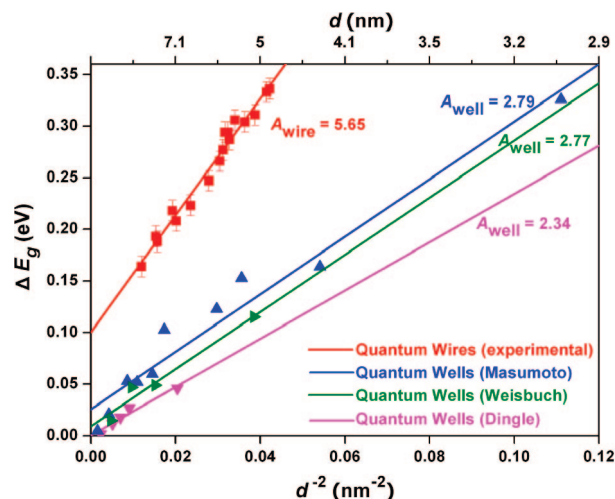 d (nm)
7.1 5 4.1 3.5 3.2 2.9
0.35
0.30
0.25
0.20
0.15
0.10
0.05
0.00
Δ E_g (eV)
A_wire = 5.65
A_well = 2.79
A_well = 2.77
A_well = 2.34
Quantum Wires (experimental)
Quantum Wells (Masumoto)
Quantum Wells (Weisbuch)
Quantum Wells (Dingle)
0.00 0.02 0.04 0.06 0.08 0.10 0.12
d⁻² (nm⁻²)